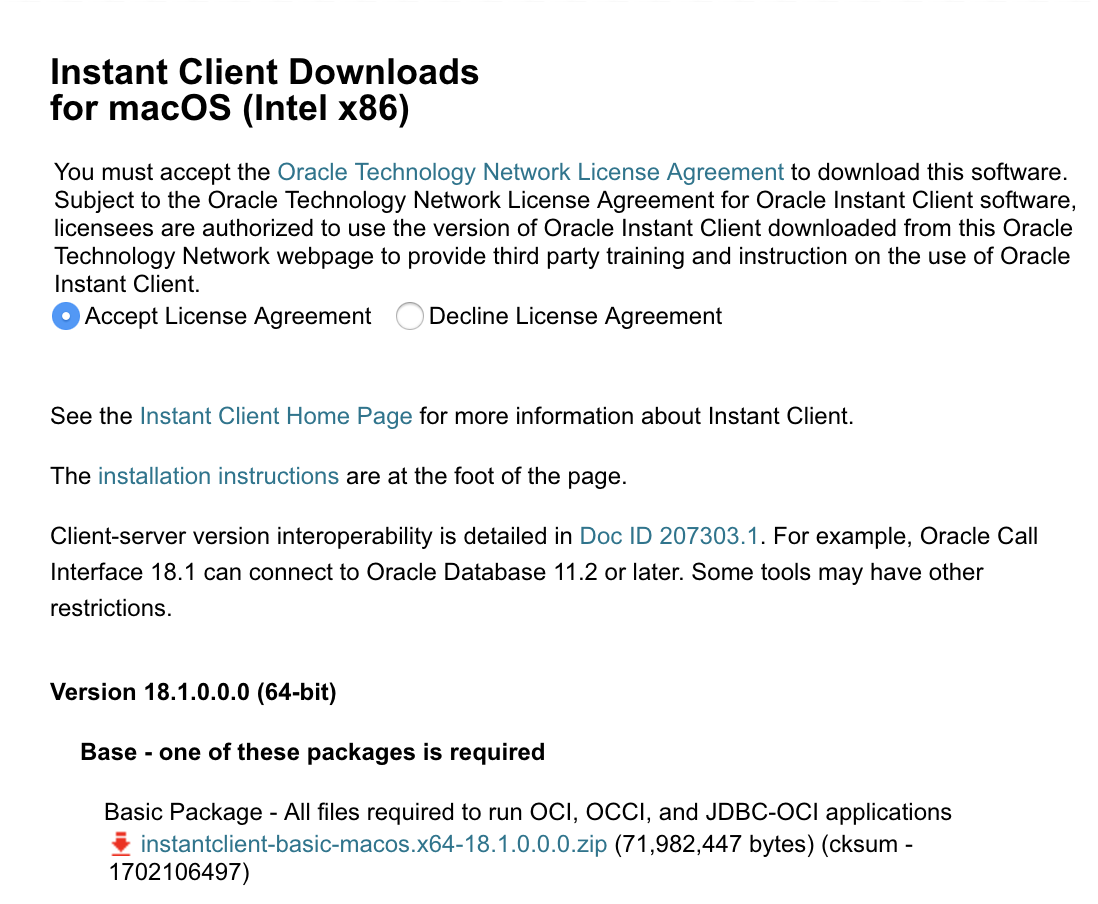 Instant Client Downloads
for macOS (Intel x86)
You must accept the Oracle Technology Network License Agreement to download this software.
Subject to the Oracle Technology Network License Agreement for Oracle Instant Client software,
licensees are authorized to use the version of Oracle Instant Client downloaded from this Oracle
Technology Network webpage to provide third party training and instruction on the use of Oracle
Instant Client.
Accept License Agreement Decline License Agreement
See the Instant Client Home Page for more information about Instant Client.
The installation instructions are at the foot of the page.
Client-server version interoperability is detailed in Doc ID 207303.1. For example, Oracle Call
Interface 18.1 can connect to Oracle Database 11.2 or later. Some tools may have other
restrictions.
Version 18.1.0.0.0 (64-bit)
Base - one of these packages is required
Basic Package - All files required to run OCI, OCCI, and JDBC-OCI applications
instantclient-basic-macos.x64-18.1.0.0.0.zip (71,982,447 bytes) (cksum -
1702106497)